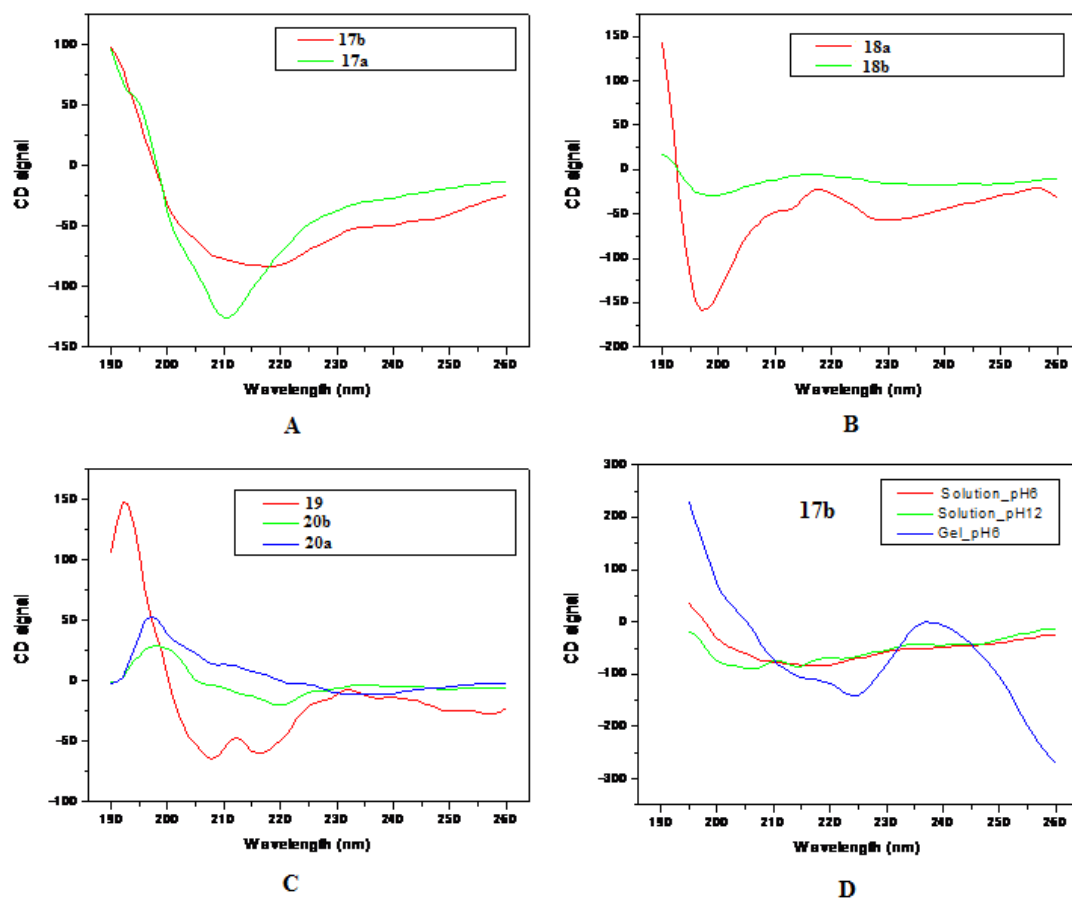 17b
17a
100
50
0
-50
-100
-150
CD signal
190 200 210 220 230 240 250 260
Wavelength (nm)
A
18a
18b
150
100
50
0
-50
-100
-150
-200
CD signal
190 200 210 220 230 240 250 260
Wavelength (nm)
B
19
20b
20a
150
100
50
0
-50
-100
CD signal
190 200 210 220 230 240 250 260
Wavelength (nm)
C
17b
Solution_pH6
Solution_pH12
Gel_pH6
300
200
100
0
-100
-200
-300
CD signal
190 200 210 220 230 240 250 260
Wavelength (nm)
D